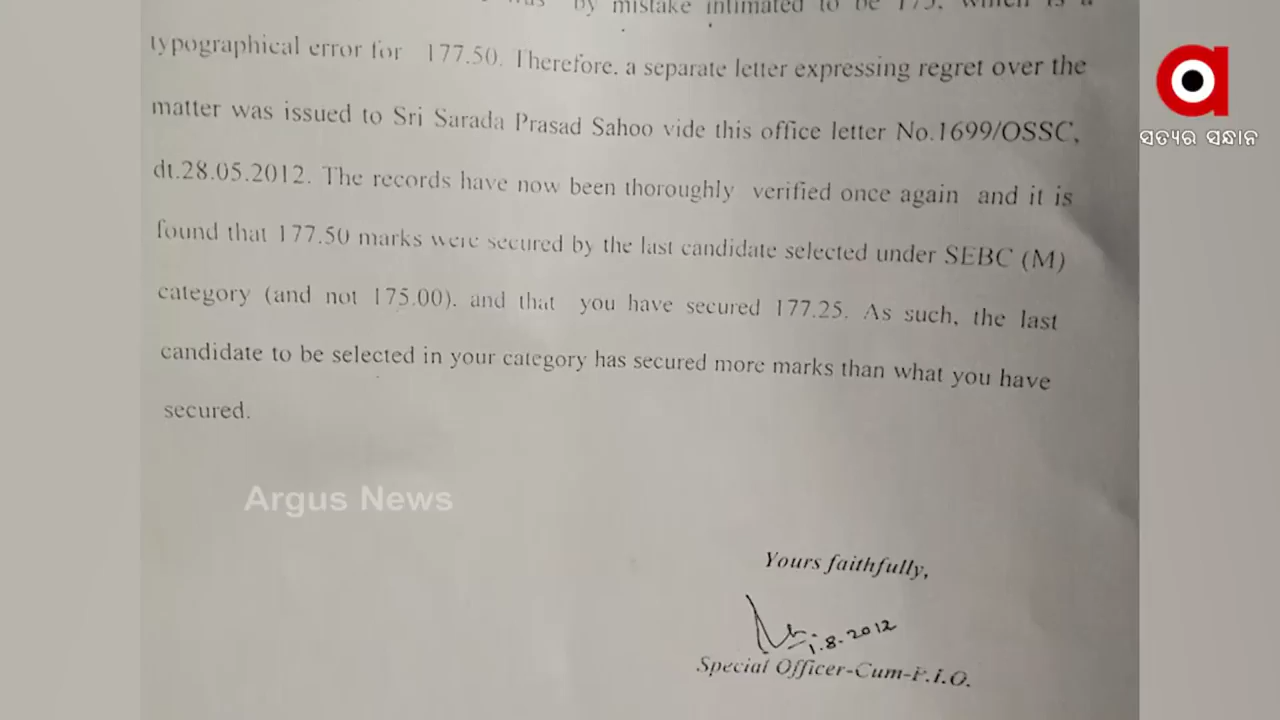 by mistake intimated to be 175, which is a
typographical error for 177.50. Therefore, a separate letter expressing regret over the
matter was issued to Sri Sarada Prasad Sahoo vide this office letter No.1699/OSSC,
dt.28.05.2012. The records have now been thoroughly verified once again and it is
found that 177.50 marks were secured by the last candidate selected under SEBC (M)
category (and not 175.00), and that you have secured 177.25. As such, the last
candidate to be selected in your category has secured more marks than what you have
secured.
Yours faithfully,
1.8.2012
Special Officer-Cum-P.I.O.
Argus News
ସତ୍ୟର ସନ୍ଧାନ